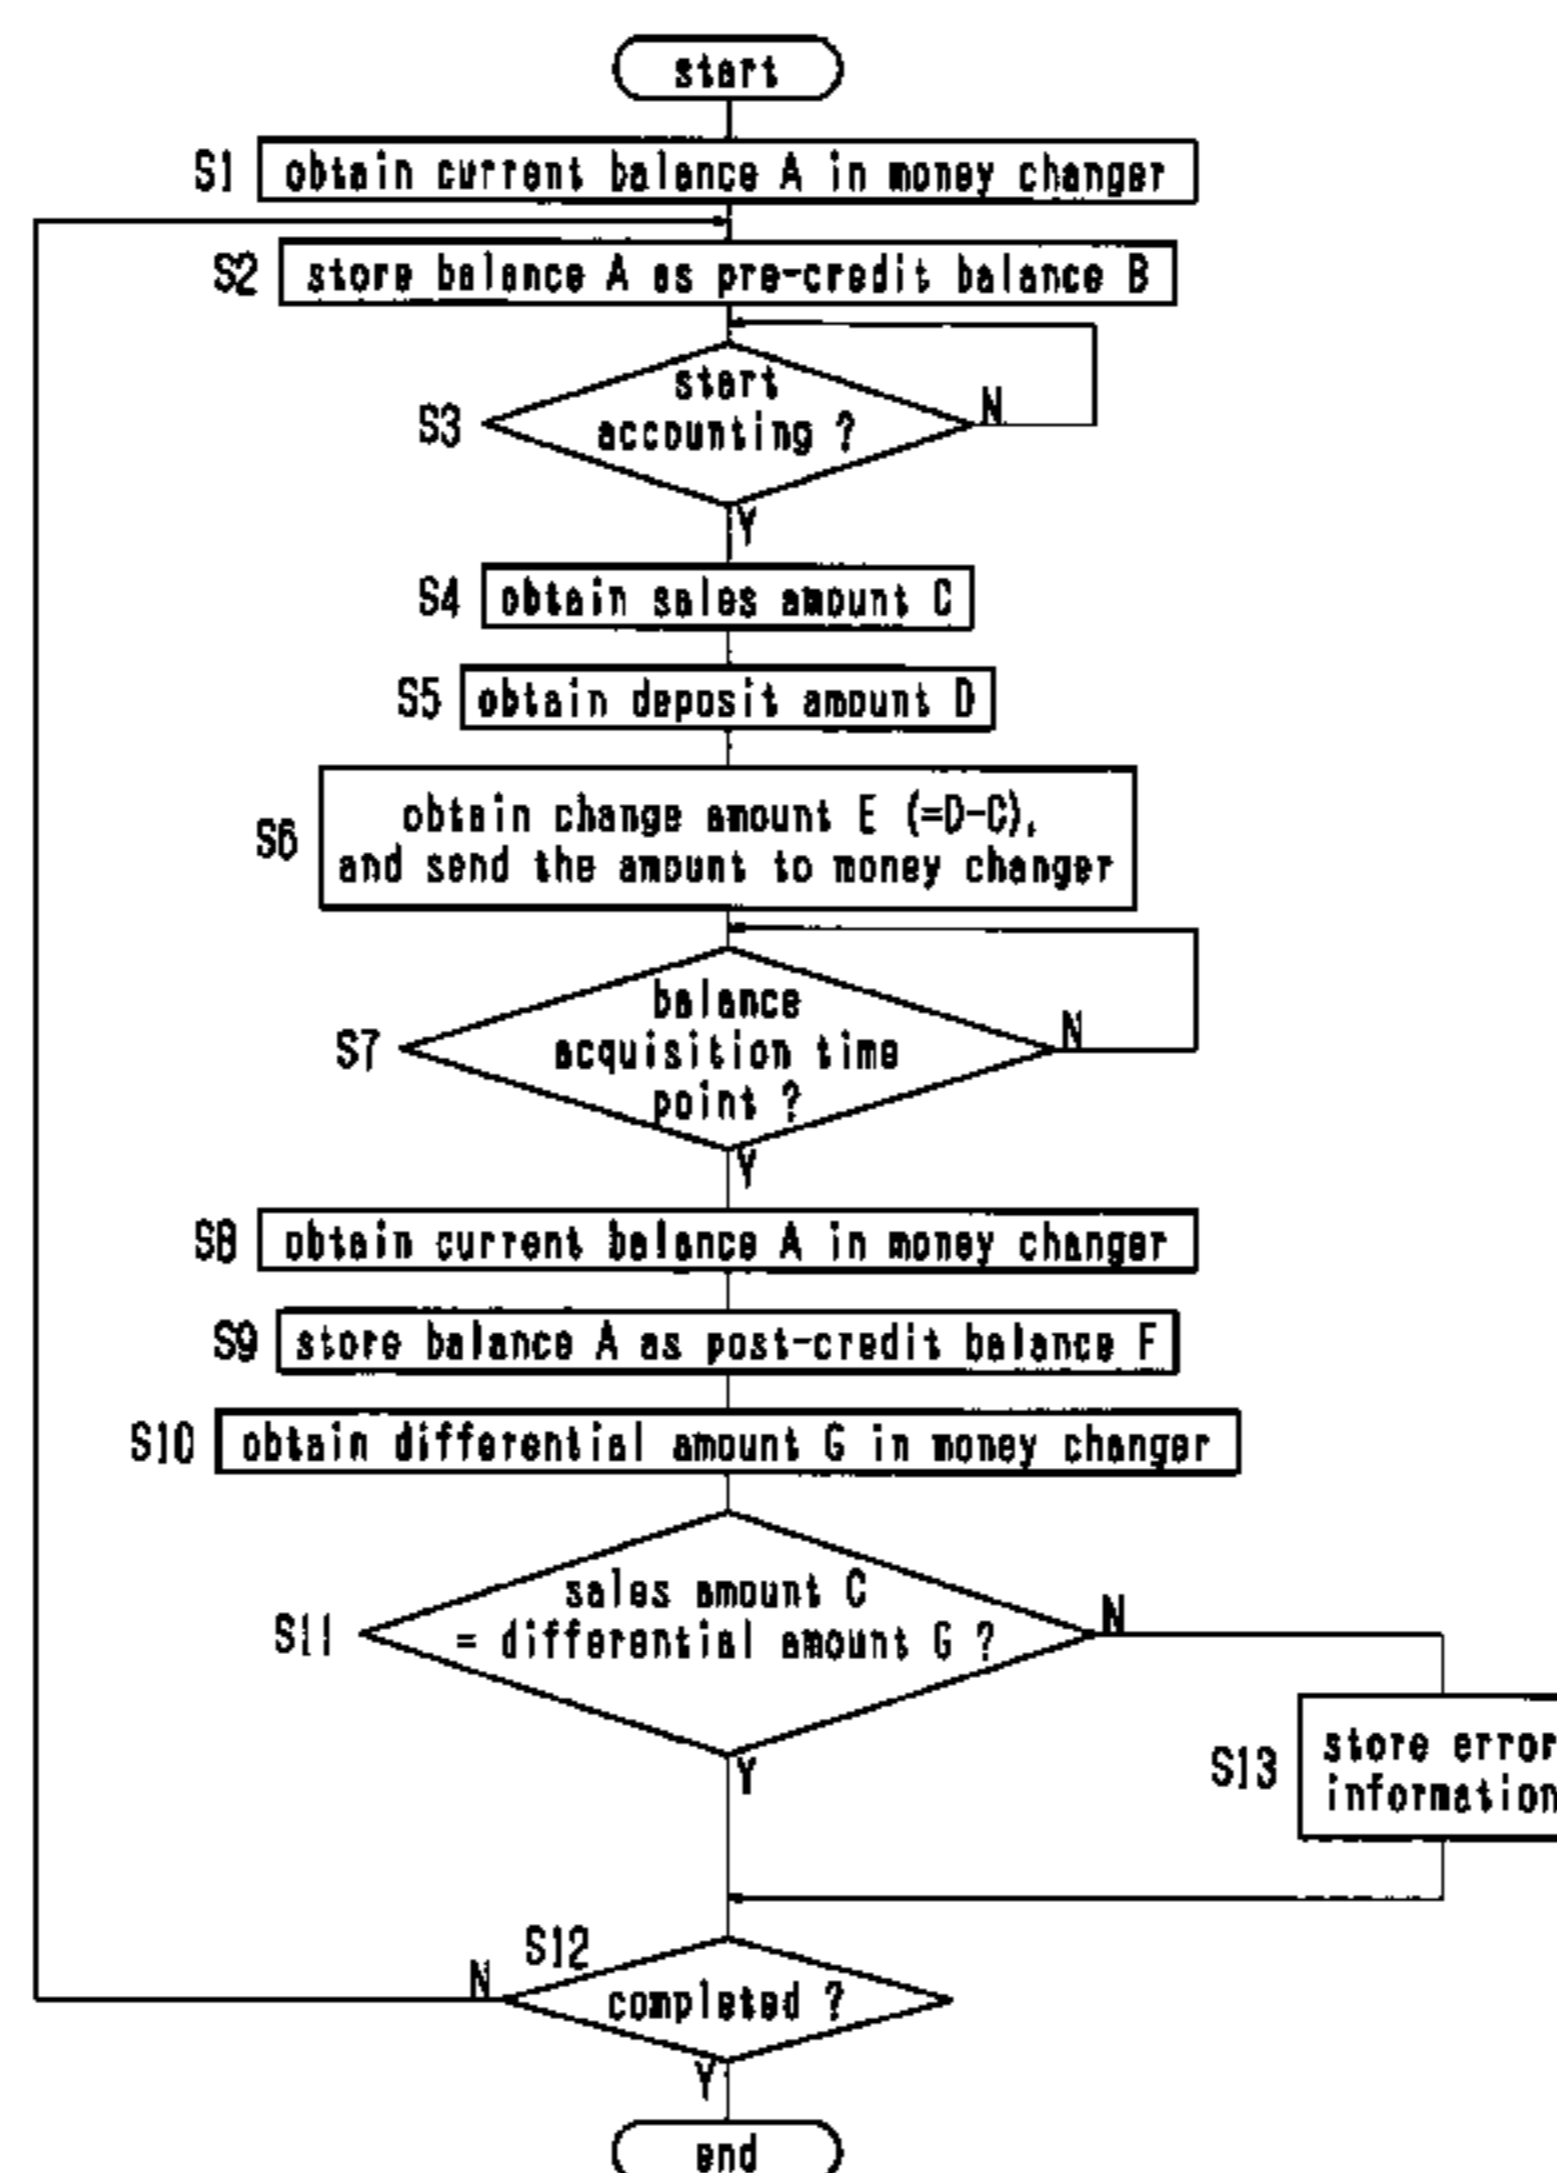 start
S1 obtain current balance A in money changer
S2 store balance A as pre-credit balance B
start
S3 accounting ?
N
Y
S4 obtain sales amount C
S5 obtain deposit amount D
obtain change amount E (=D-C),
S6
and send the amount to money changer
balance
N
S7 acquisition time
point ?
Y
S8 obtain current balance A in money changer
S9 store balance A as post-credit balance F
S10 obtain differential amount G in money changer
sales amount C
N
S11 = differential amount G ?
store error
S13
information
Y
S12
N
completed ?
Y
end